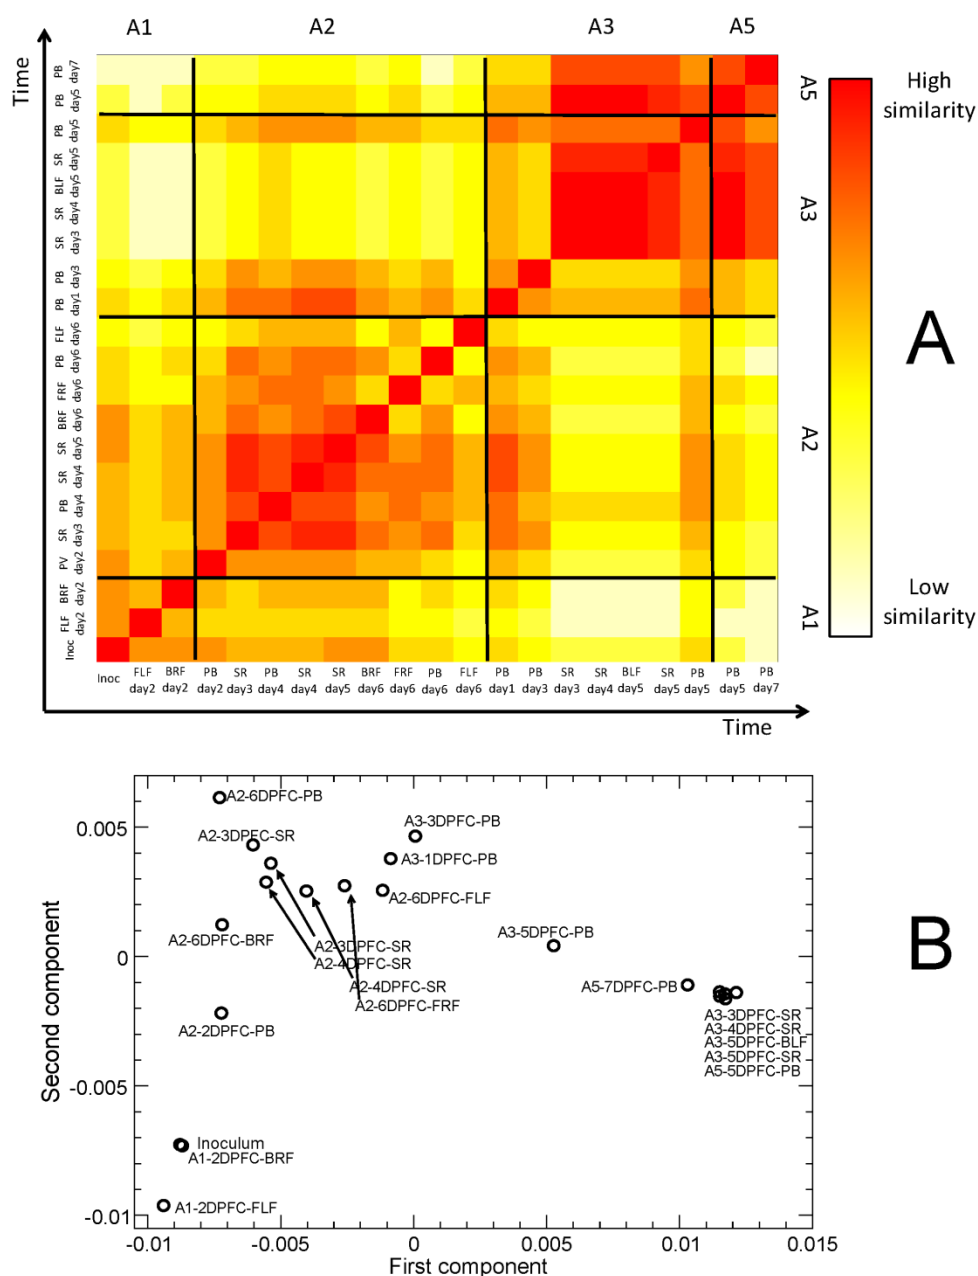 A1 A2 A3 A5
Time
PB day7
PB day5
PB day5
SR day5
BLF day5
SR day4
SR day3
PB day3
PB day1
FLF day6
PB day6
FRF day6
BRF day6
SR day5
SR day4
PB day4
SR day3
PV day2
BRF day2
FLF day2
Inoc
A5
A3
A2
A1
High
similarity
Low
similarity
A
Inoc FLF BRF PB SR PB SR SR BRF FRF PB FLF PB PB SR SR BLF SR PB PB PB
day2 day2 day2 day3 day4 day4 day5 day6 day6 day6 day6 day1 day3 day3 day4 day5 day5 day5 day5 day7
Time
B
Second component
0.005
0
-0.005
-0.01
A2-6DPFC-PB
A2-3DPFC-SR
A3-3DPFC-PB
A3-1DPFC-PB
A2-6DPFC-FLF
A2-6DPFC-BRF
A2-3DPFC-SR
A2-4DPFC-SR
A2-4DPFC-SR
A2-6DPFC-FRF
A3-5DPFC-PB
A5-7DPFC-PB
A3-3DPFC-SR
A3-4DPFC-SR
A3-5DPFC-BLF
A3-5DPFC-SR
A5-5DPFC-PB
A2-2DPFC-PB
Inoculum
A1-2DPFC-BRF
A1-2DPFC-FLF
-0.01 -0.005 0 0.005 0.01 0.015
First component